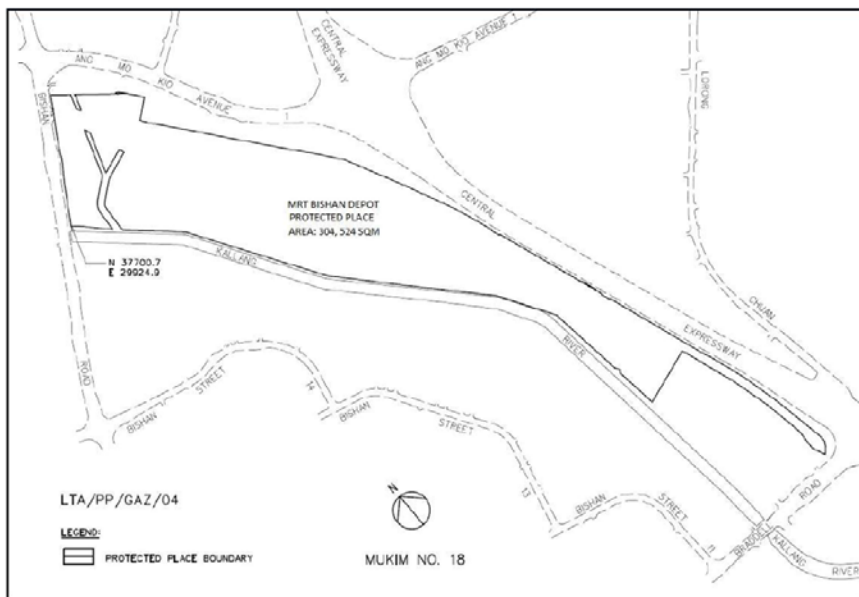 CENTRAL
EXPRESSWAY
ANG MO KIO AVENUE 1
ANG MO KIO AVENUE 1
LORONG
CHUAN
BISHAN
ROAD
MRT BISHAN DEPOT
PROTECTED PLACE
AREA: 304, 524 SQM
CENTRAL
EXPRESSWAY
N 37700.7
E 29924.9
KALLANG
RIVER
BISHAN STREET 14
BISHAN STREET 13
BISHAN STREET 11
BRADDELL
ROAD
KALLANG
RIVER
LTA/PP/GAZ/04
LEGEND:
PROTECTED PLACE BOUNDARY
N
MUKIM NO. 18